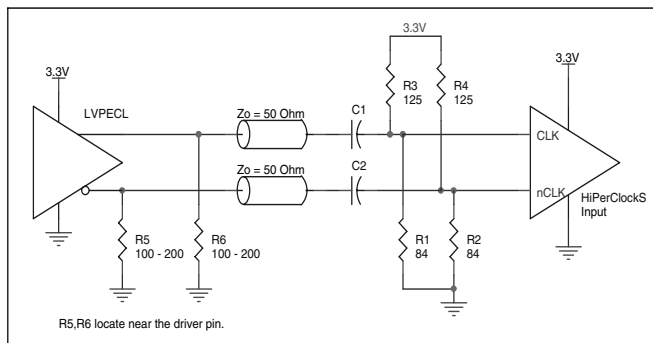 3.3V
3.3V
3.3V
R3
125
R4
125
LVPECL
Zo = 50 Ohm
C1
CLK
Zo = 50 Ohm
C2
nCLK
HiPerClockS
Input
R5
100 - 200
R6
100 - 200
R1
84
R2
84
R5,R6 locate near the driver pin.